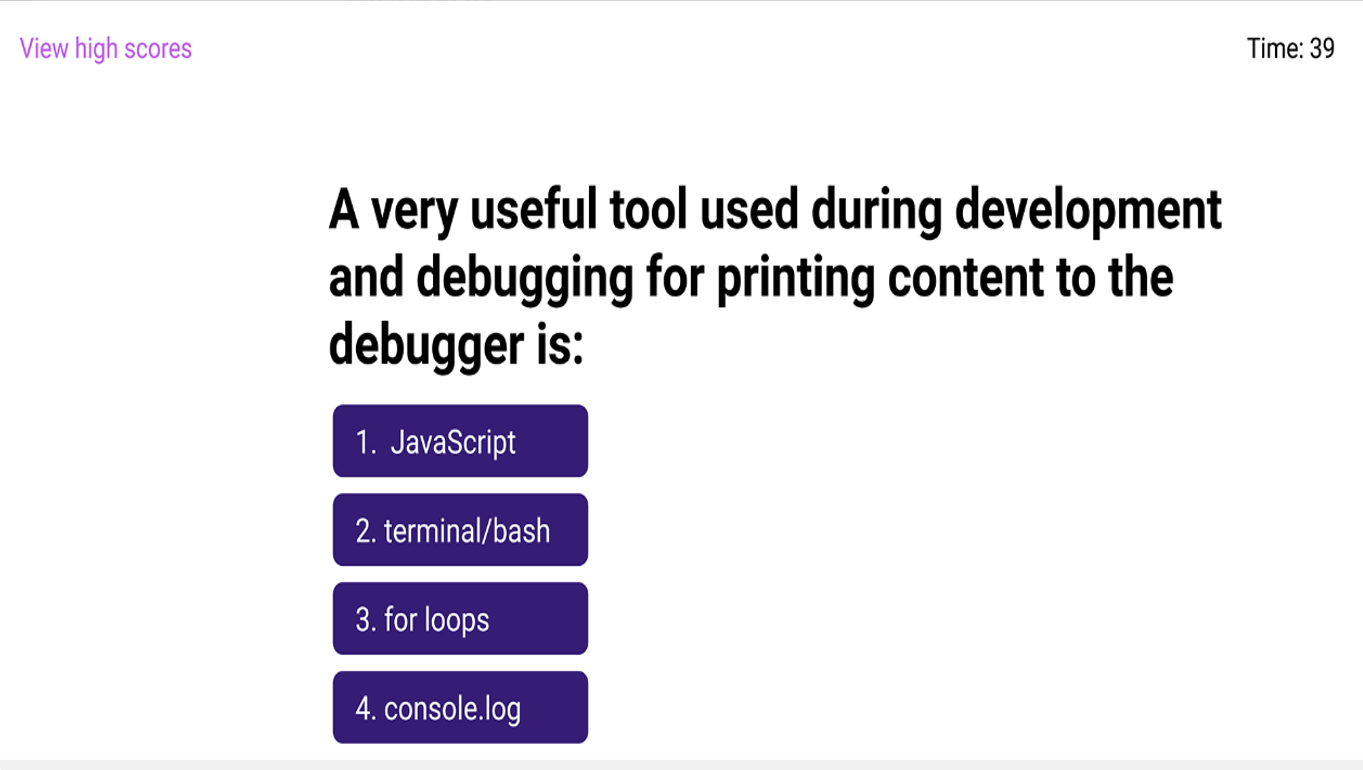 View high scores
Time: 39
A very useful tool used during development
and debugging for printing content to the
debugger is:
1. JavaScript
2. terminal/bash
3. for loops
4. console.log